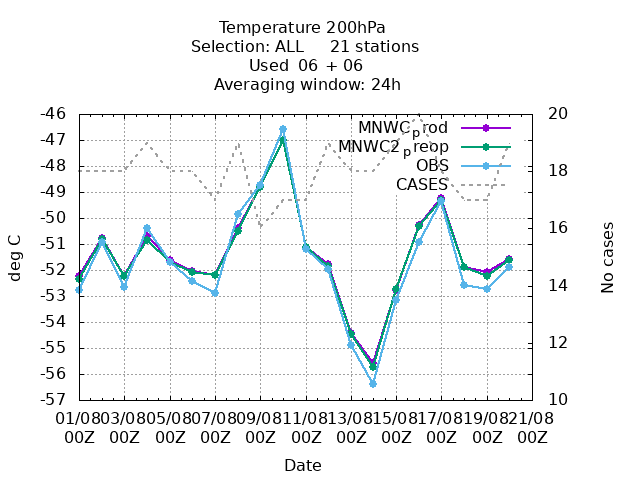 Temperature 200hPa
Selection: ALL     21 stations
Used  06 + 06
Averaging window: 24h
-46
-47
-48
-49
-50
-51
-52
-53
-54
-55
-56
-57
deg C
MNWC_prod
MNWC2_preop
OBS
CASES
20
18
16
14
12
10
No cases
01/08 03/08 05/08 07/08 09/08 11/08 13/08 15/08 17/08 19/08 21/08
00Z 00Z 00Z 00Z 00Z 00Z 00Z 00Z 00Z 00Z 00Z
Date